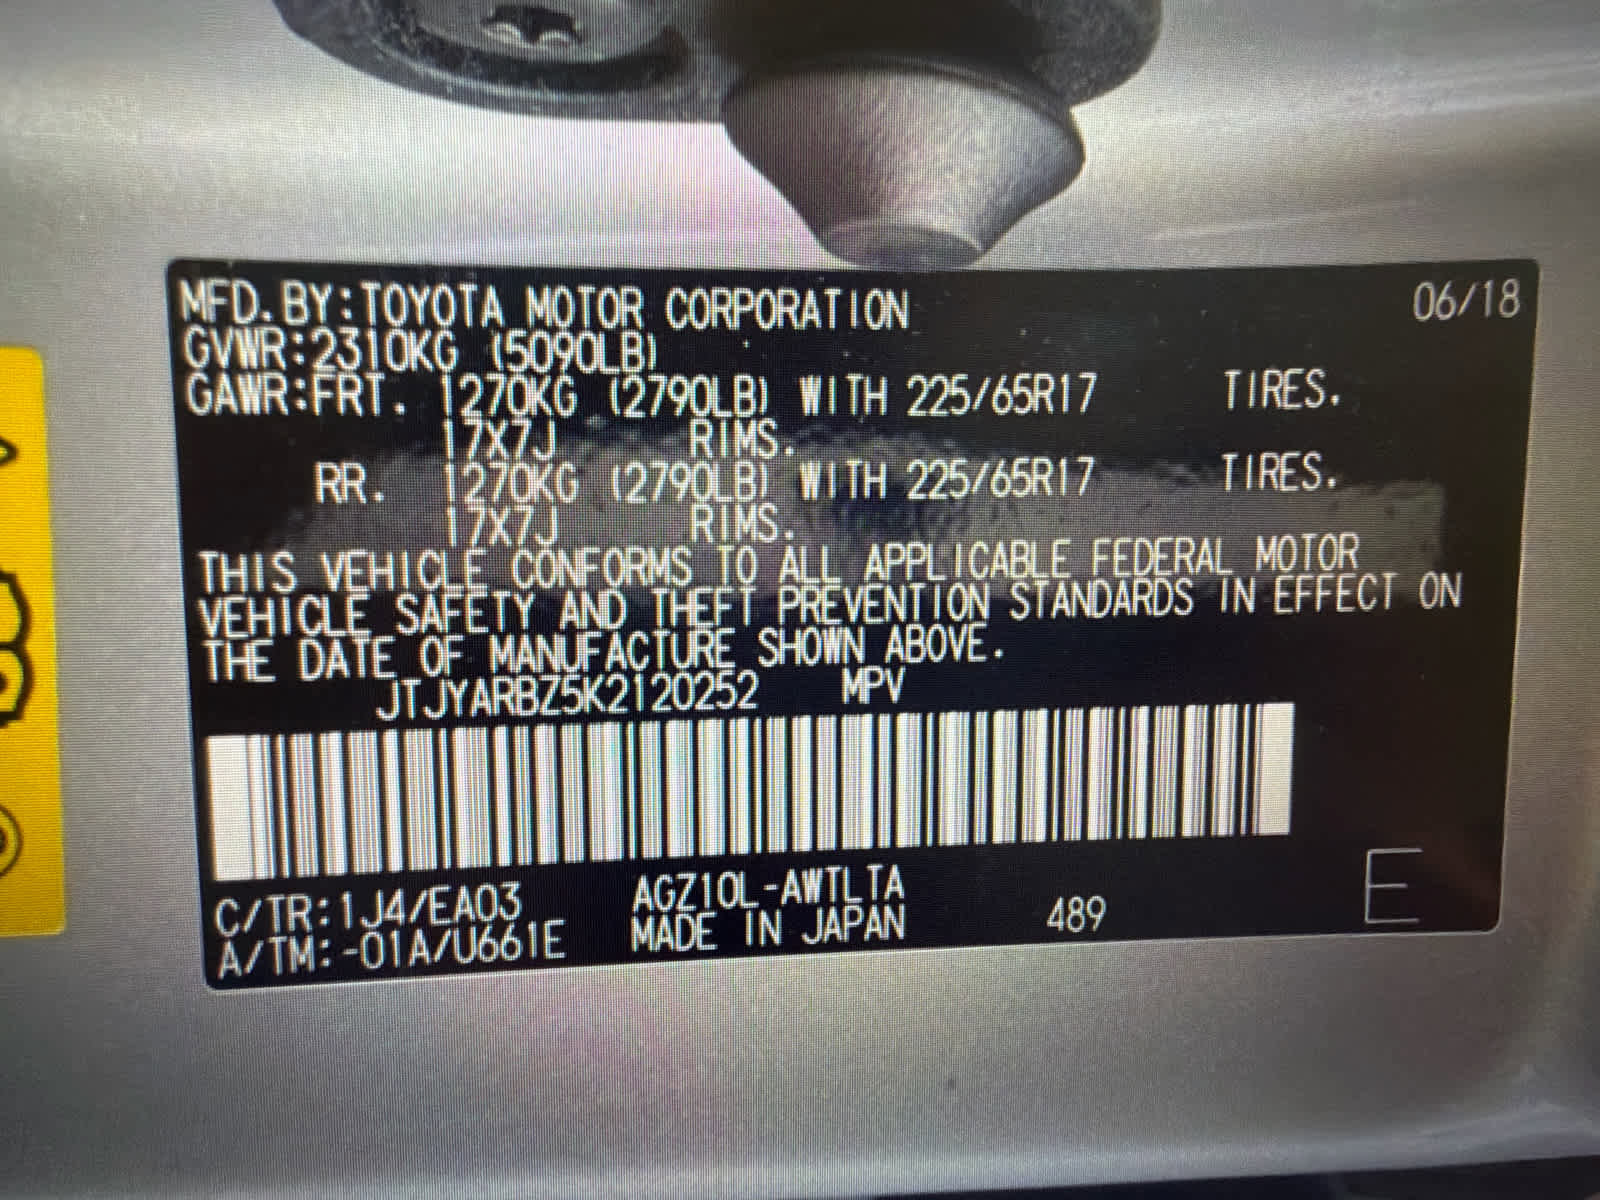 MFD. BY:TOYOTA MOTOR CORPORATION 06/18
GVWR:2310KG (5090LB)
GAWR:FRT. 1270KG (2790LB) WITH 225/65R17 TIRES.
17X7J RIMS.
RR. 1270KG (2790LB) WITH 225/65R17 TIRES.
17X7J RIMS.
THIS VEHICLE CONFORMS TO ALL APPLICABLE FEDERAL MOTOR
VEHICLE SAFETY AND THEFT PREVENTION STANDARDS IN EFFECT ON
THE DATE OF MANUFACTURE SHOWN ABOVE.
JTJYARBZ5K2120252 MPV
C/TR:1J4/EA03 AGZ10L-AWTLTA
A/TM:-01A/U661E MADE IN JAPAN 489 E